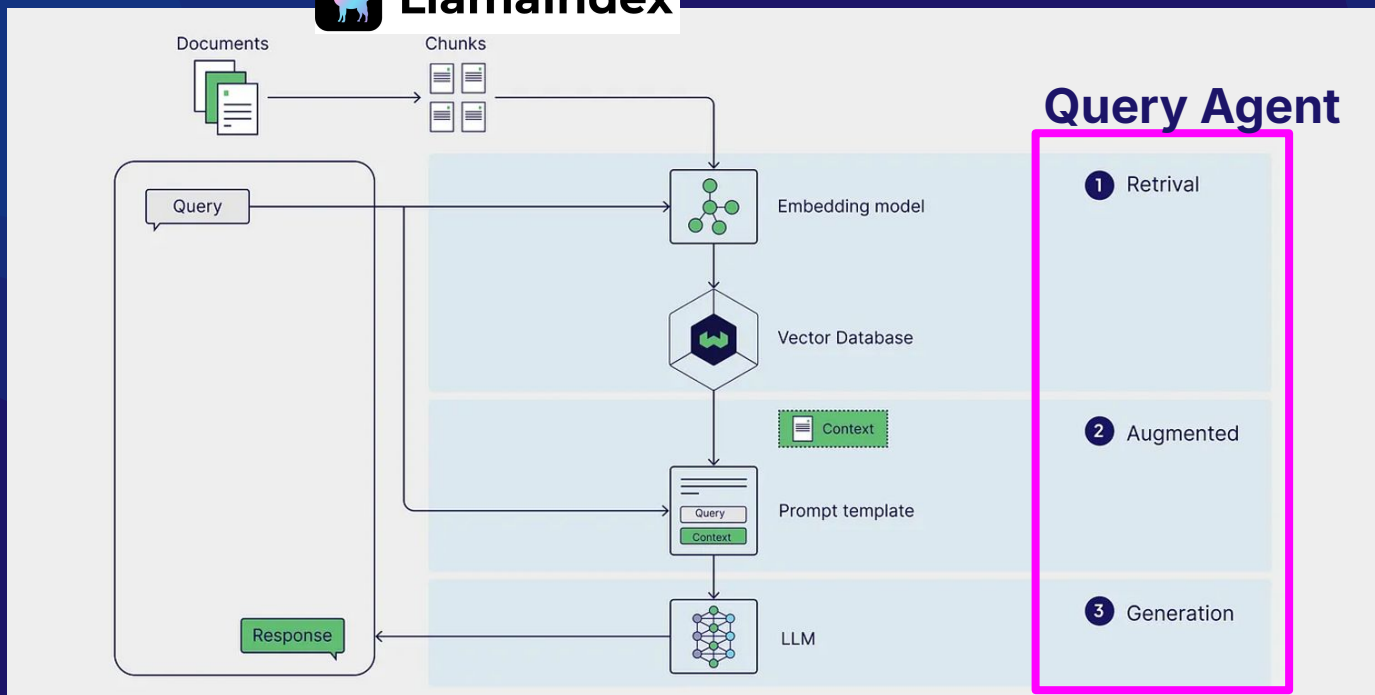 LlamaIndex
Documents
Chunks
Query Agent
Query
Embedding model
1 Retrival
Vector Database
Context
2 Augmented
Query
Context
Prompt template
Response
LLM
3 Generation